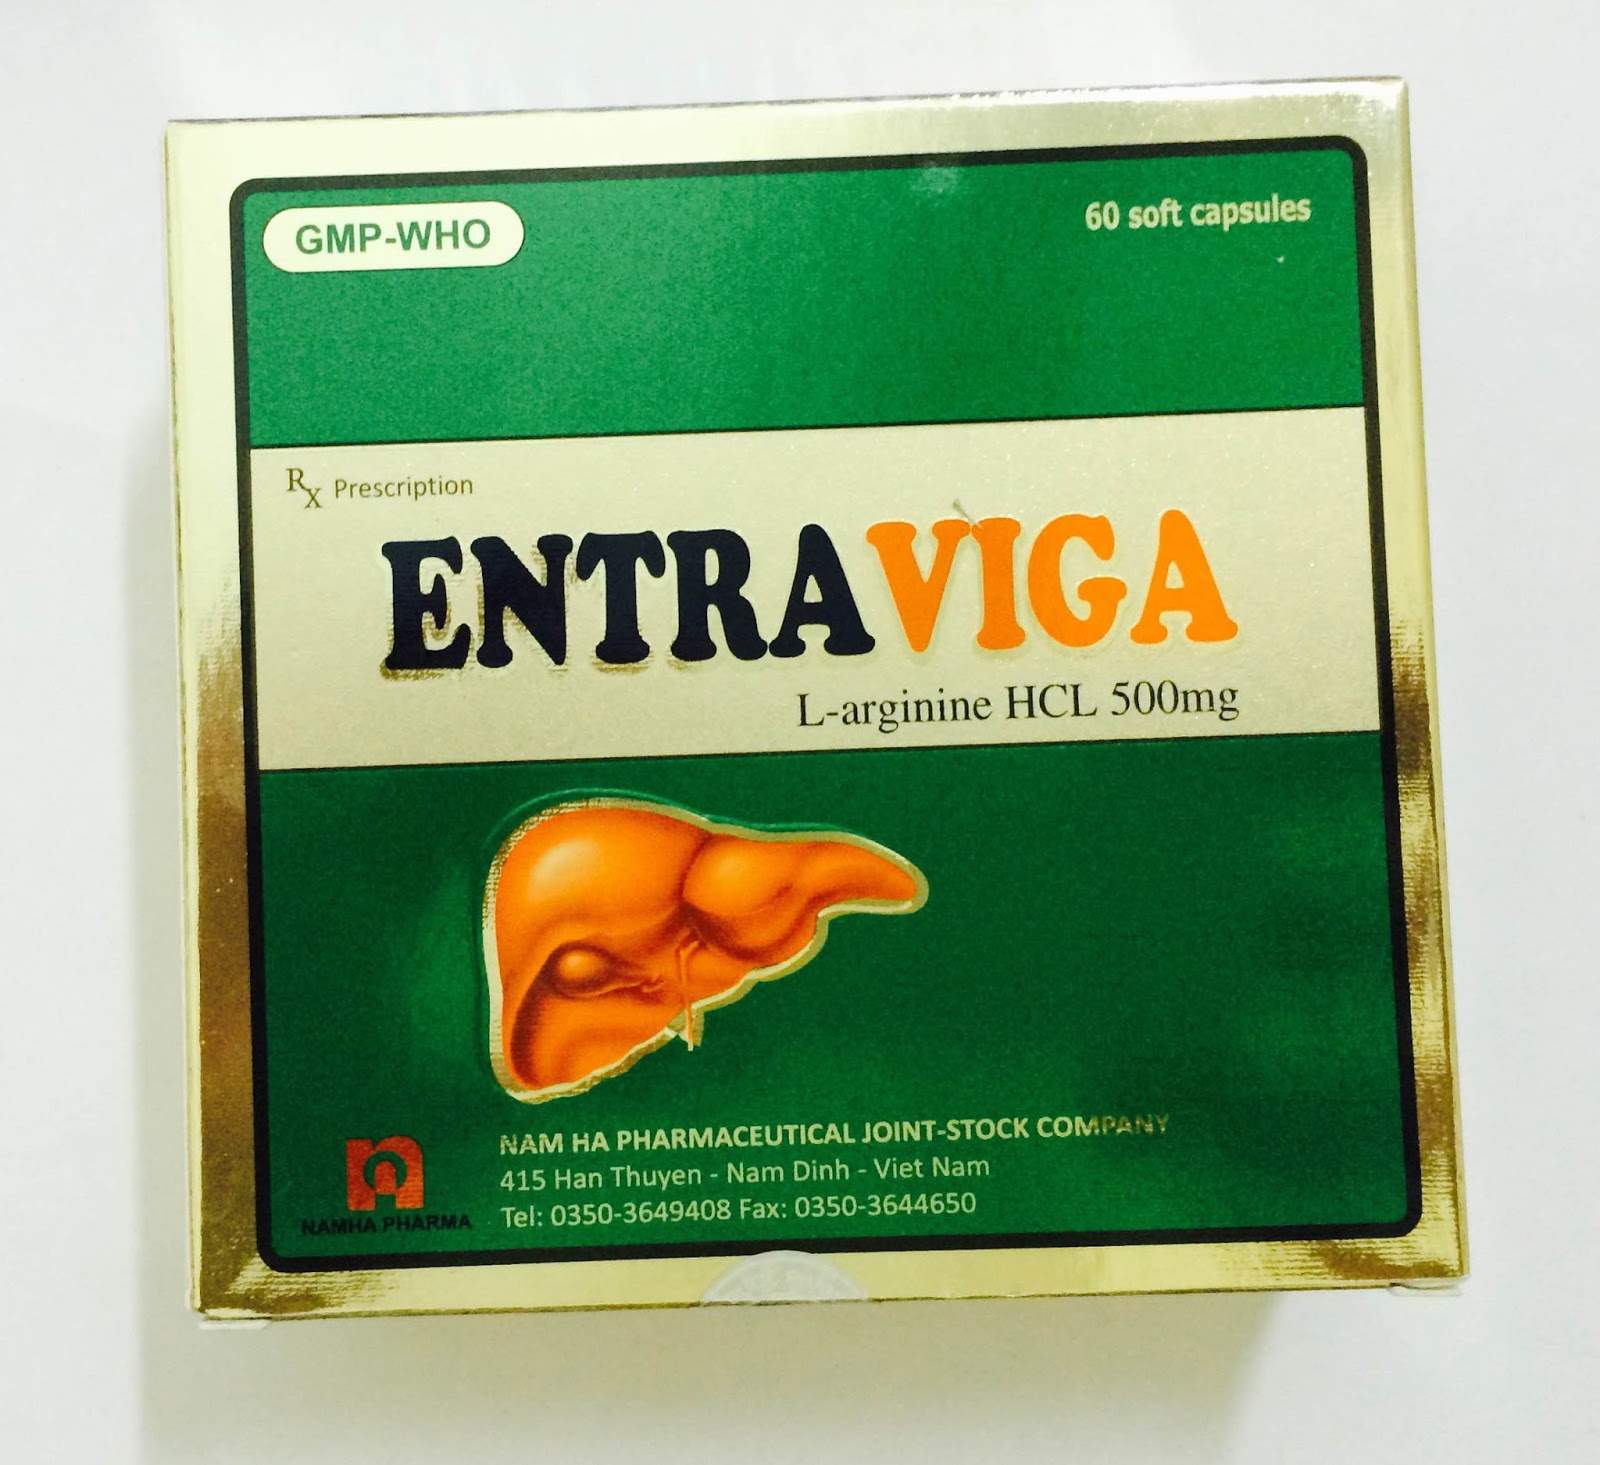 GMP-WHO
60 soft capsules
Rx Prescription
ENTRAVIGA
L-arginine HCL 500mg
NAM HA PHARMACEUTICAL JOINT-STOCK COMPANY
415 Han Thuyen - Nam Dinh - Viet Nam
Tel: 0350-3649408 Fax: 0350-3644650
NAMHA PHARMA